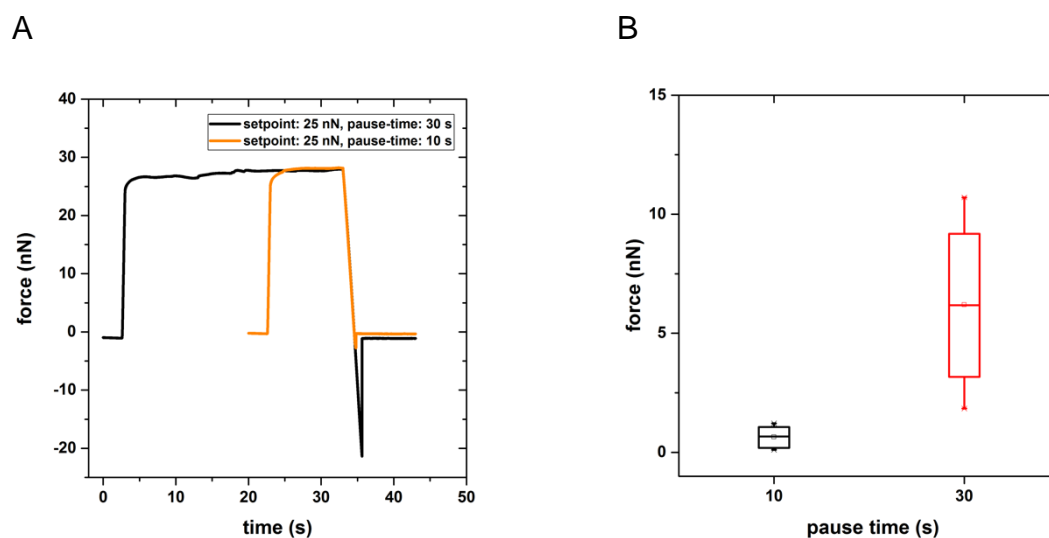 A
B
40
30
20
10
0
-10
-20
force (nN)
setpoint: 25 nN, pause-time: 30 s
setpoint: 25 nN, pause-time: 10 s
0
10
20
30
40
50
time (s)
15
10
5
0
force (nN)
10
30
pause time (s)